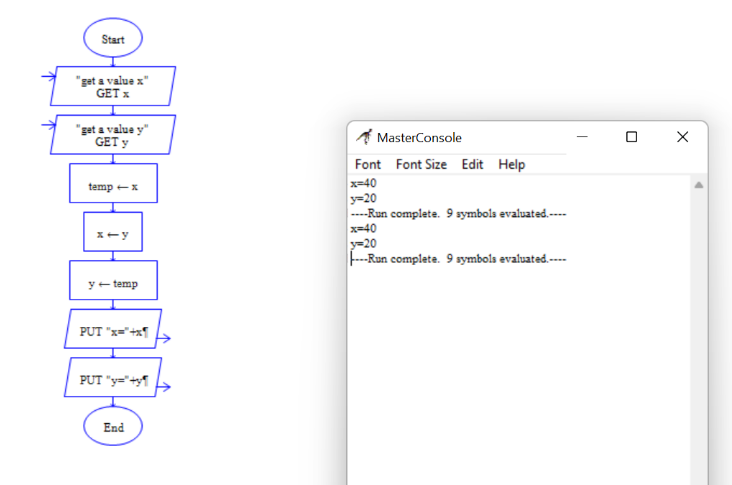 Start
"get a value x"
GET x
"get a value y"
GET y
temp ← x
x ← y
y ← temp
PUT "x="+x¶
PUT "y="+y¶
End
MasterConsole
Font Font Size Edit Help
x=40
y=20
----Run complete. 9 symbols evaluated.----
x=40
y=20
----Run complete. 9 symbols evaluated.----